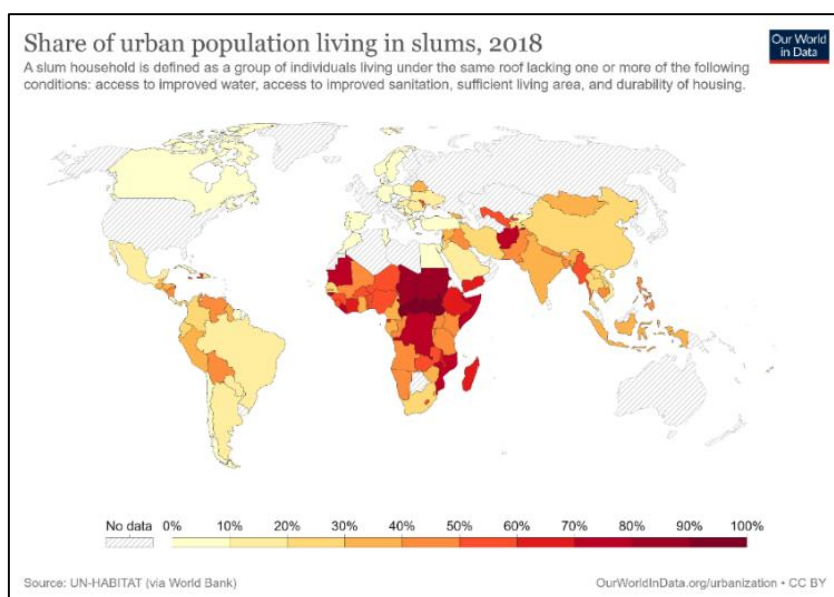 Share of urban population living in slums, 2018
Our World
in Data
A slum household is defined as a group of individuals living under the same roof lacking one or more of the following
conditions: access to improved water, access to improved sanitation, sufficient living area, and durability of housing.
No data 0% 10% 20% 30% 40% 50% 60% 70% 80% 90% 100%
Source: UN-HABITAT (via World Bank) OurWorldInData.org/urbanization • CC BY